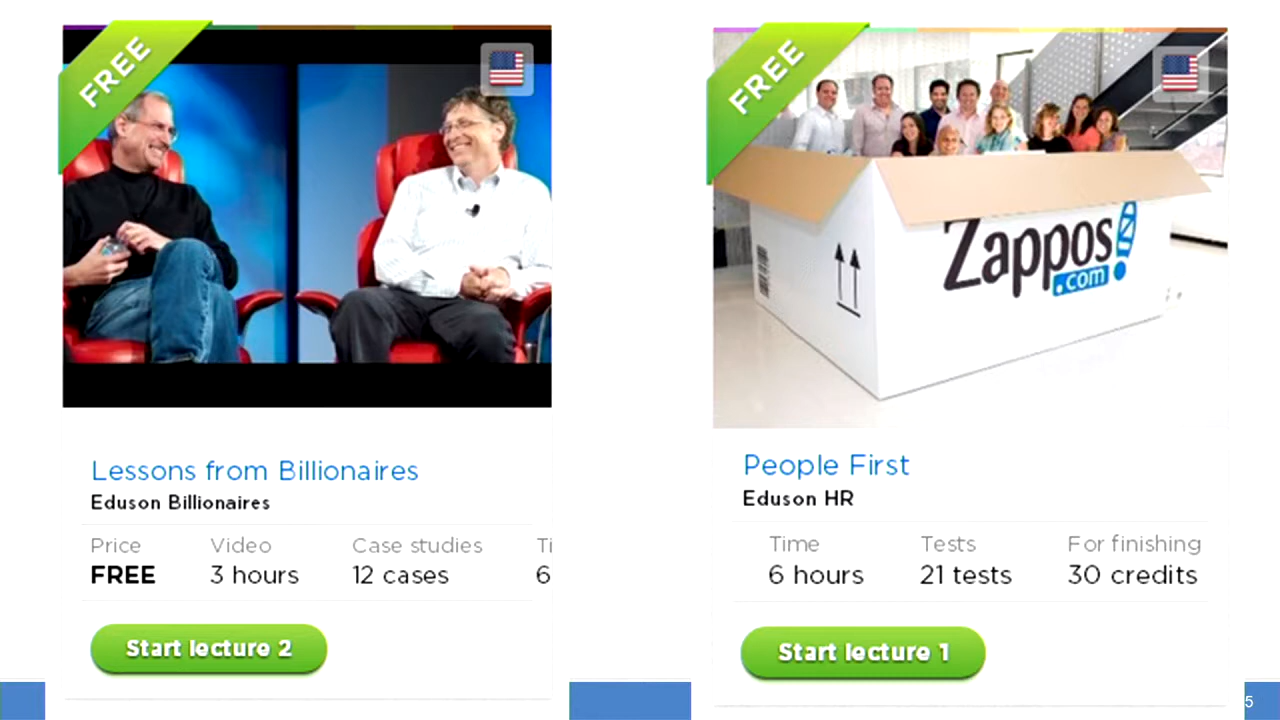 FREE
Lessons from Billionaires
Eduson Billionaires
Price Video Case studies Ti
FREE 3 hours 12 cases 6
Start lecture 2
FREE
Zappos
.com
People First
Eduson HR
Time Tests For finishing
6 hours 21 tests 30 credits
Start lecture 1
5